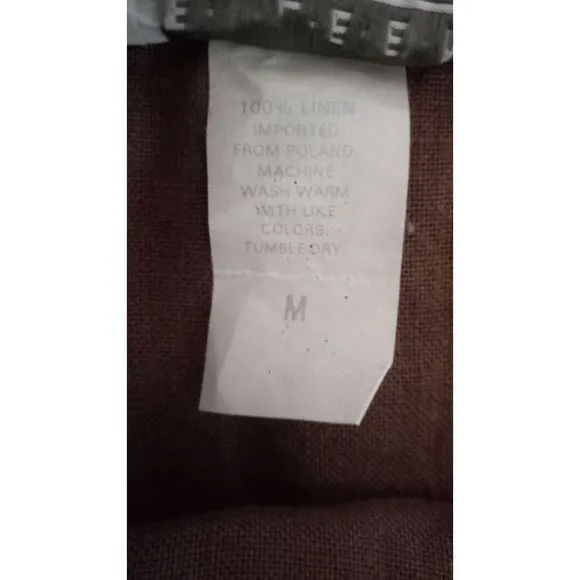 E F E E
100% LINEN
IMPORTED
FROM POLAND.
MACHINE
WASH WARM
WITH LIKE
COLORS.
TUMBLE DRY.
M